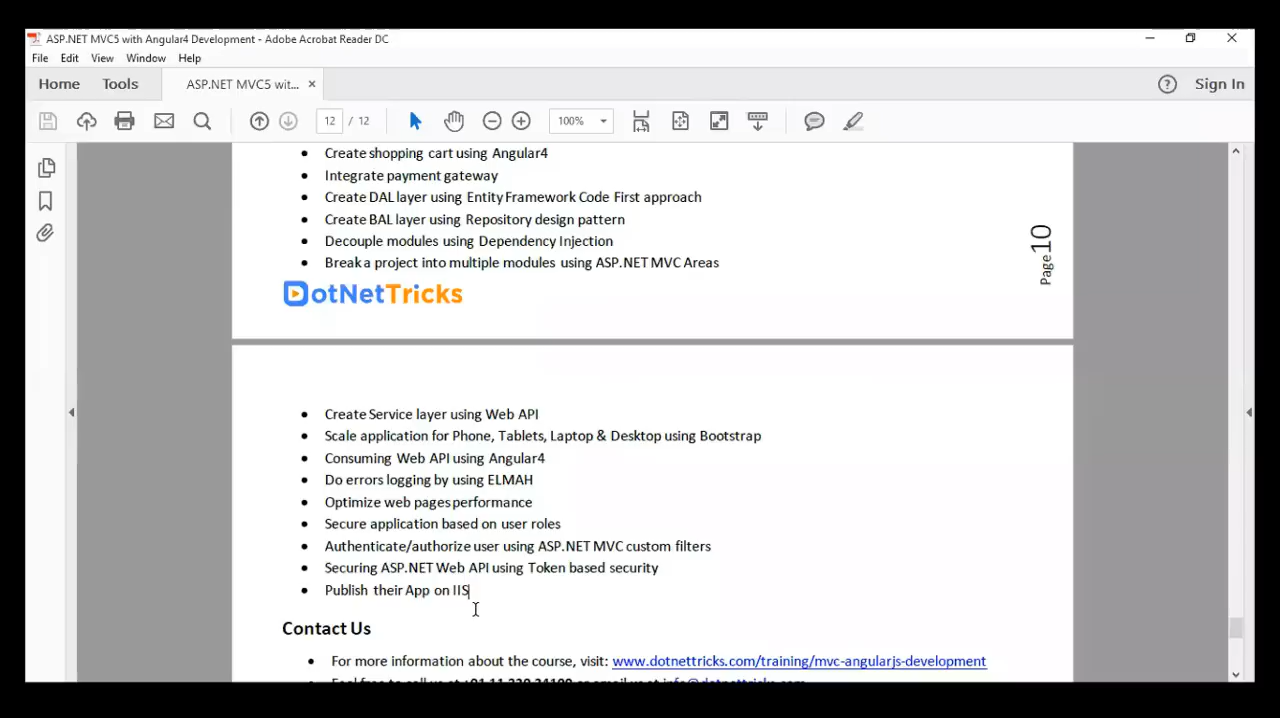 ASP.NET MVC5 with Angular4 Development - Adobe Acrobat Reader DC
File Edit View Window Help
Home Tools ASP.NET MVC5 wit... × Sign In
12 / 12 100%
• Create shopping cart using Angular4
• Integrate payment gateway
• Create DAL layer using Entity Framework Code First approach
• Create BAL layer using Repository design pattern
• Decouple modules using Dependency Injection
• Break a project into multiple modules using ASP.NET MVC Areas
DotNetTricks
Page 10
• Create Service layer using Web API
• Scale application for Phone, Tablets, Laptop & Desktop using Bootstrap
• Consuming Web API using Angular4
• Do errors logging by using ELMAH
• Optimize web pages performance
• Secure application based on user roles
• Authenticate/authorize user using ASP.NET MVC custom filters
• Securing ASP.NET Web API using Token based security
• Publish their App on IIS
Contact Us
• For more information about the course, visit: www.dotnettricks.com/training/mvc-angularjs-development